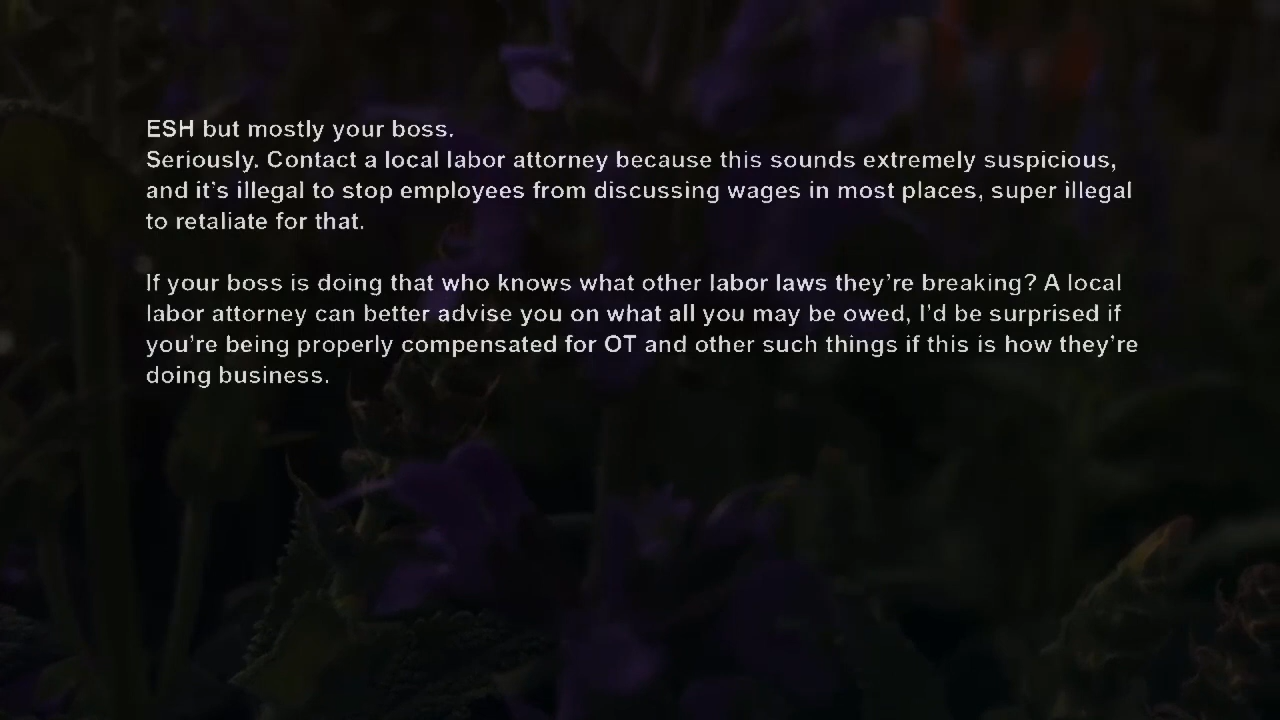 ESH but mostly your boss.
Seriously. Contact a local labor attorney because this sounds extremely suspicious,
and it's illegal to stop employees from discussing wages in most places, super illegal
to retaliate for that.
If your boss is doing that who knows what other labor laws they're breaking? A local
labor attorney can better advise you on what all you may be owed, I'd be surprised if
you're being properly compensated for OT and other such things if this is how they're
doing business.